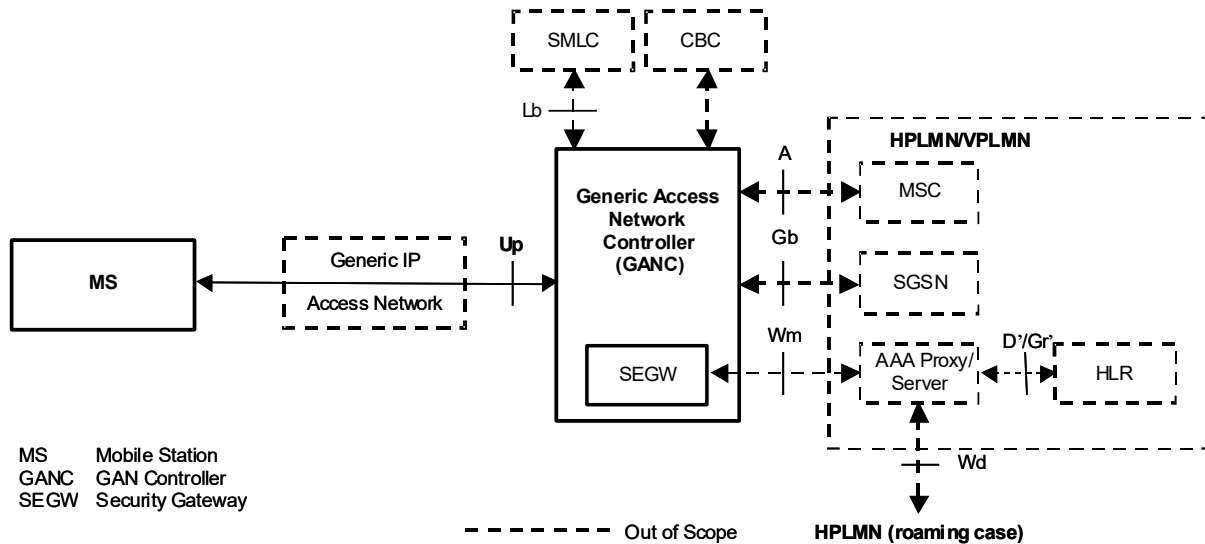 SMLC
CBC
Lb
HPLMN/VPLMN
A
MSC
Generic Access
Network
Controller
(GANC)
Gb
Up
Generic IP
Access Network
MS
SGSN
Wm
D’/Gr’
SEGW
AAA Proxy/
Server
HLR
Wd
MS Mobile Station
GANC GAN Controller
SEGW Security Gateway
Out of Scope
HPLMN (roaming case)